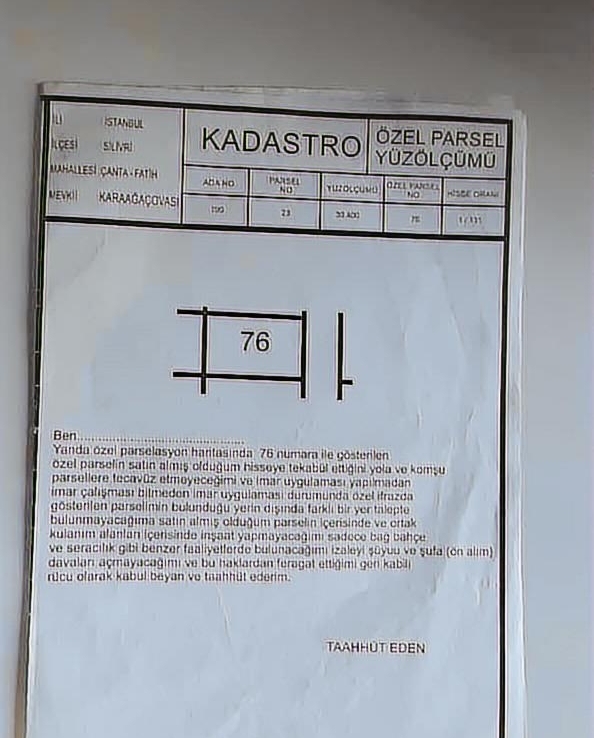 İLİ İSTANBUL
İLÇESİ SİLİVRİ
MAHALLESİ ÇANTA-FATİH
MEVKİİ KARAAĞAÇOVASI
KADASTRO
ÖZEL PARSEL
YÜZÖLÇÜMÜ
ADA NO PARSEL NO YÜZÖLÇÜMÜ ÖZEL PARSEL NO HİSSE ORANI
23 76
76
Ben............................................
Yanda özel parselasyon haritasında 76 numara ile gösterilen
özel parselin satın almış olduğum hisseye tekabül ettiğini yola ve komşu
parsellere tecavüz etmeyeceğimi ve imar uygulaması yapılmadan
imar çalışması bitmeden imar uygulaması durumunda özel ifrazda
gösterilen parselimin bulunduğu yerin dışında farklı bir yer talepte
bulunmayacağıma satın almış olduğum parselin içerisinde ve ortak
kulanım alanları içerisinde inşaat yapmayacağımı sadece bağ bahçe
ve seracılık gibi benzer faaliyetlerde bulunacağımı izaleyi şüyuu ve şufa (ön alım)
davaları açmayacağımı ve bu haklardan feragat ettiğimi geri kabili
rücu olarak kabul beyan ve taahhüt ederim.
TAAHHÜT EDEN